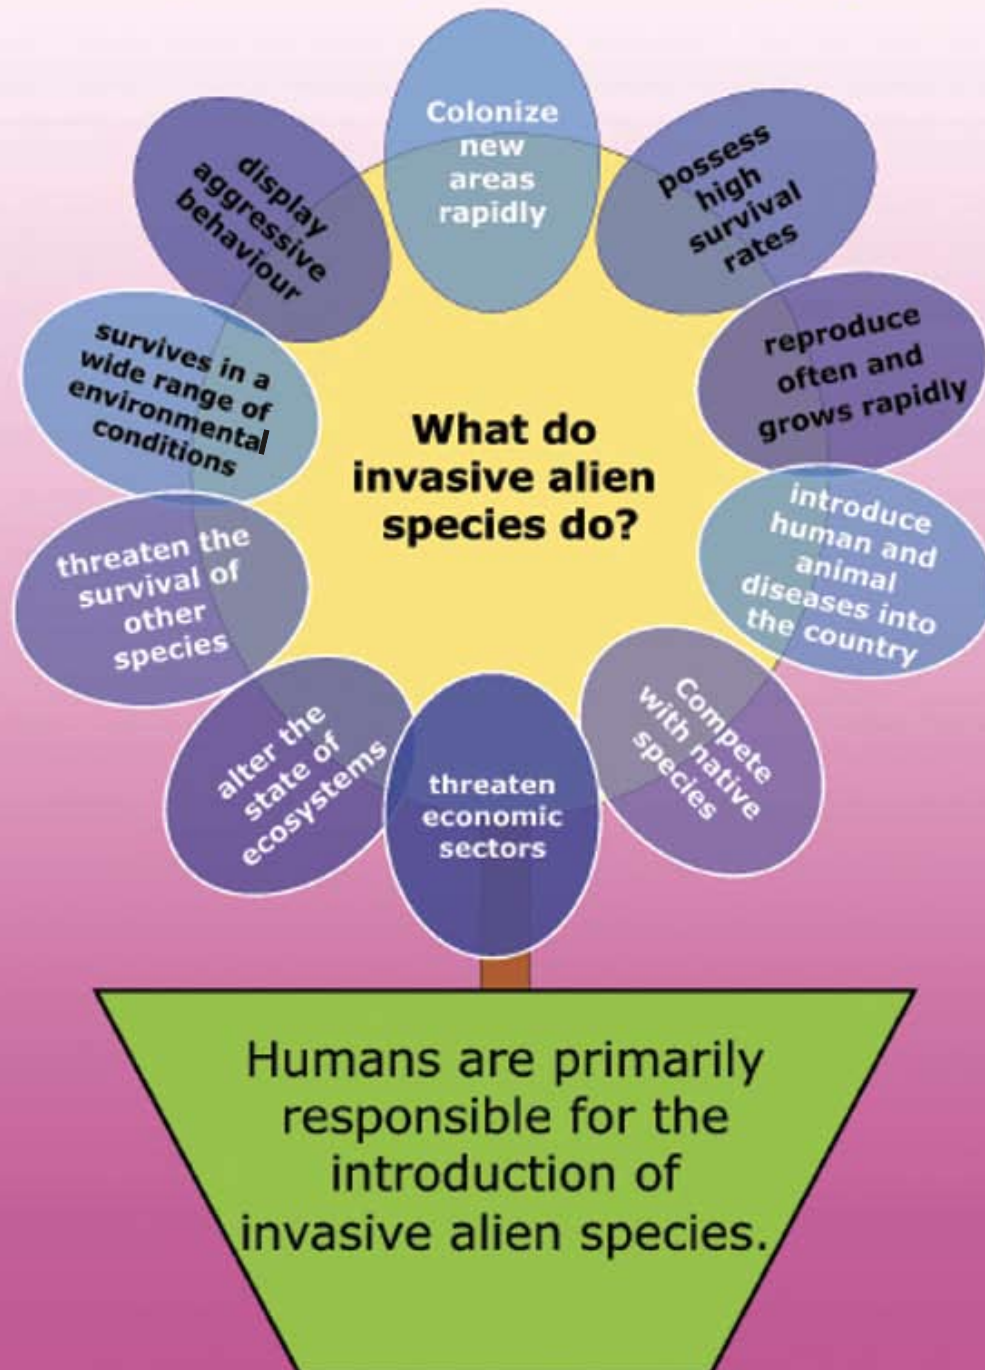 Colonize
new
areas
rapidly
possess
high
survival
rates
reproduce
often and
grows rapidly
introduce
human and
animal
diseases into
the country
Compete
with native
species
threaten
economic
sectors
alter the
state of
ecosystems
threaten the
survival of
other
species
survives in a
wide range of
environmental
conditions
display
aggressive
behaviour
What do
invasive alien
species do?
Humans are primarily
responsible for the
introduction of
invasive alien species.